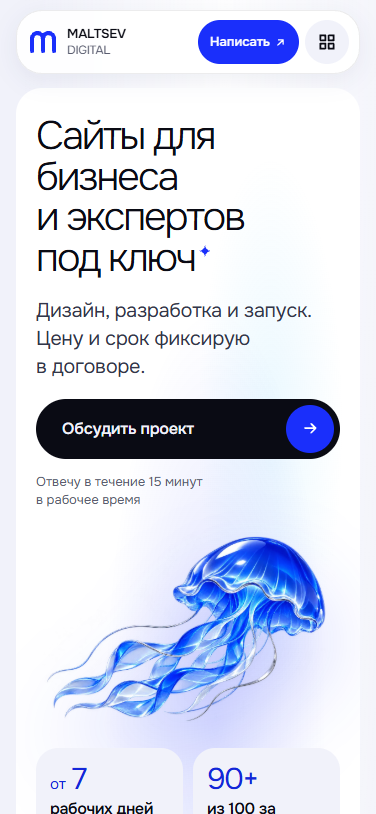 MALTSEV
DIGITAL
Написать ↗
Сайты для
бизнеса
и экспертов
под ключ
Дизайн, разработка и запуск.
Цену и срок фиксирую
в договоре.
Обсудить проект →
Отвечу в течение 15 минут
в рабочее время
от 7
рабочих дней
90+
из 100 за